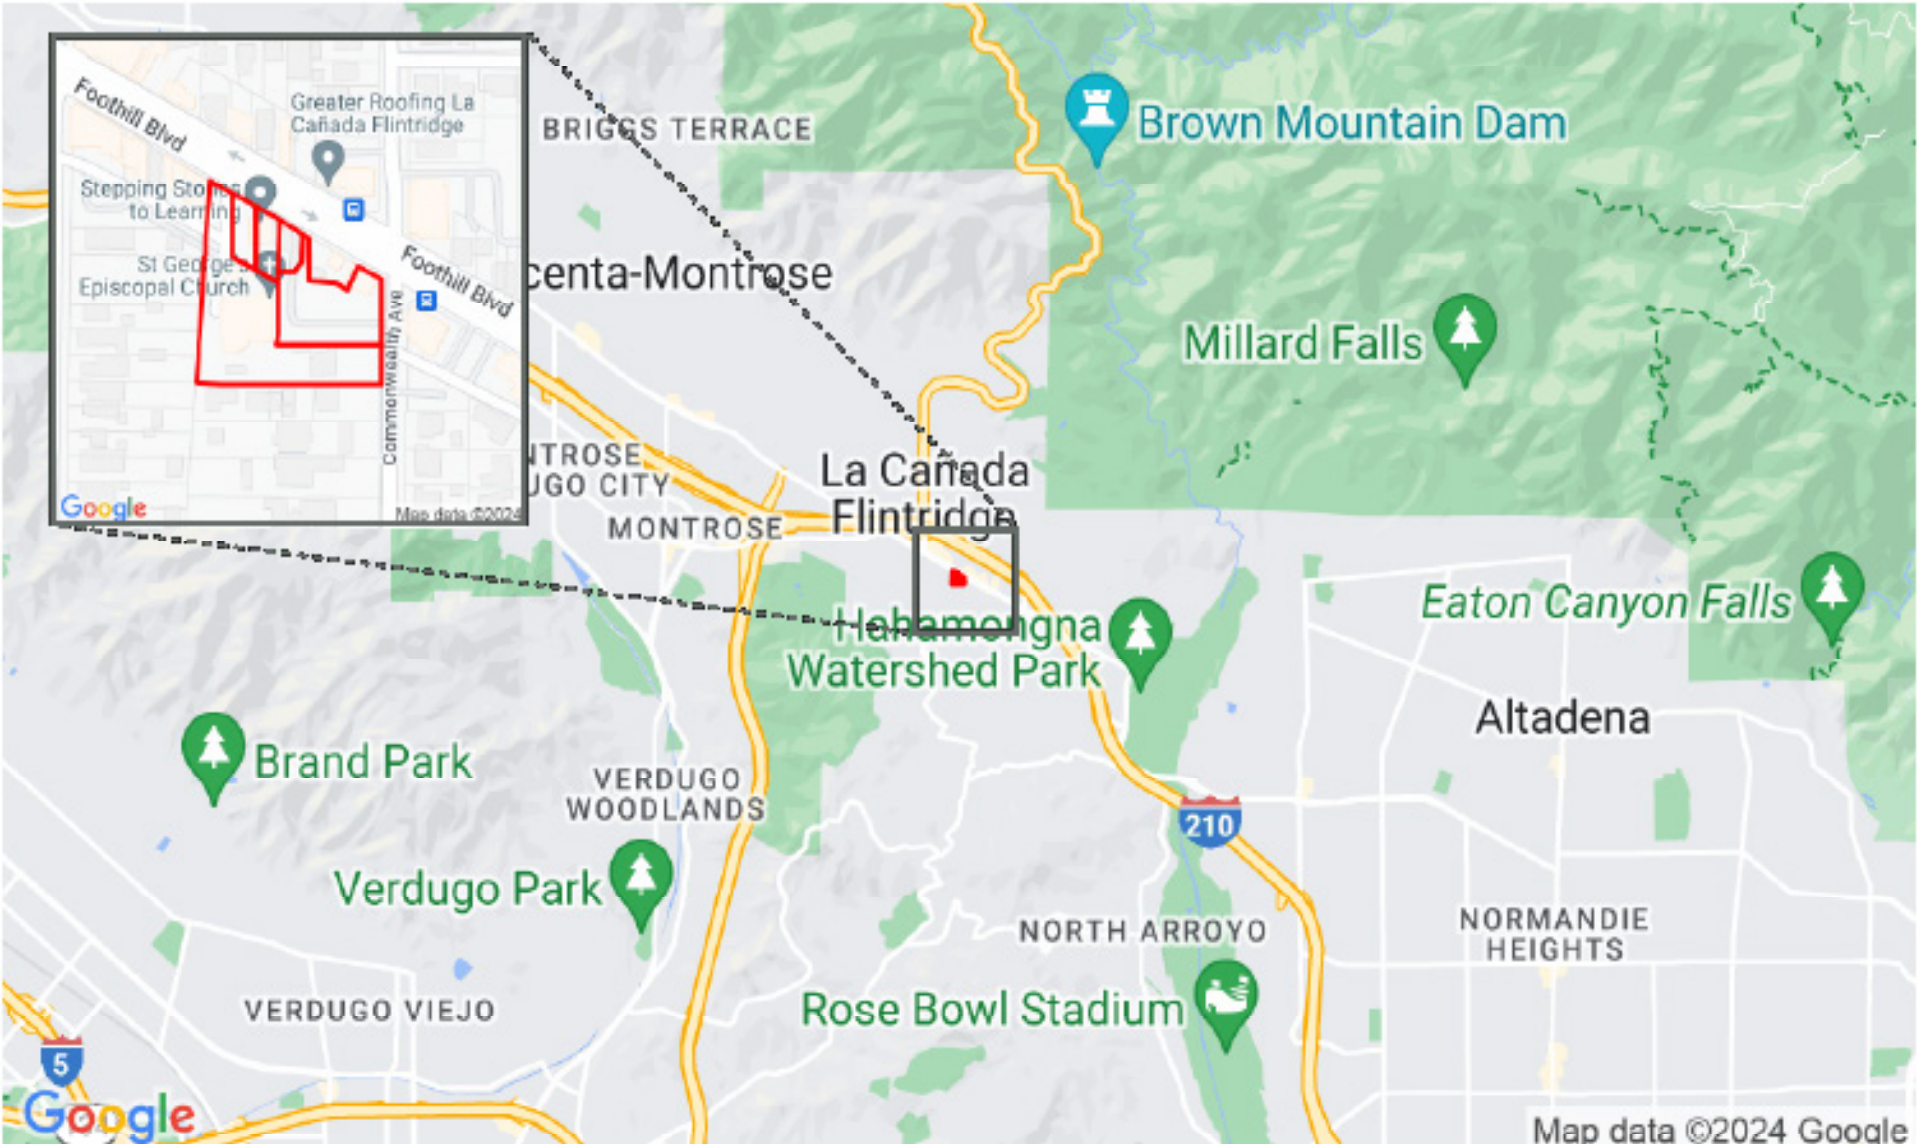 Foothill Blvd
Greater Roofing La
Cañada Flintridge
Stepping Stones
to Learning
St George's
Episcopal Church
Foothill Blvd
Commonwealth Ave
Google
Map data ©2024
BRIGGS TERRACE
Brown Mountain Dam
centa-Montrose
Millard Falls
La Cañada
Flintridge
NTROSE
UGO CITY
MONTROSE
Hahamongna
Watershed Park
Eaton Canyon Falls
Altadena
Brand Park
VERDUGO
WOODLANDS
210
Verdugo Park
NORTH ARROYO
NORMANDIE
HEIGHTS
VERDUGO VIEJO
Rose Bowl Stadium
5
Google
Map data ©2024 Google